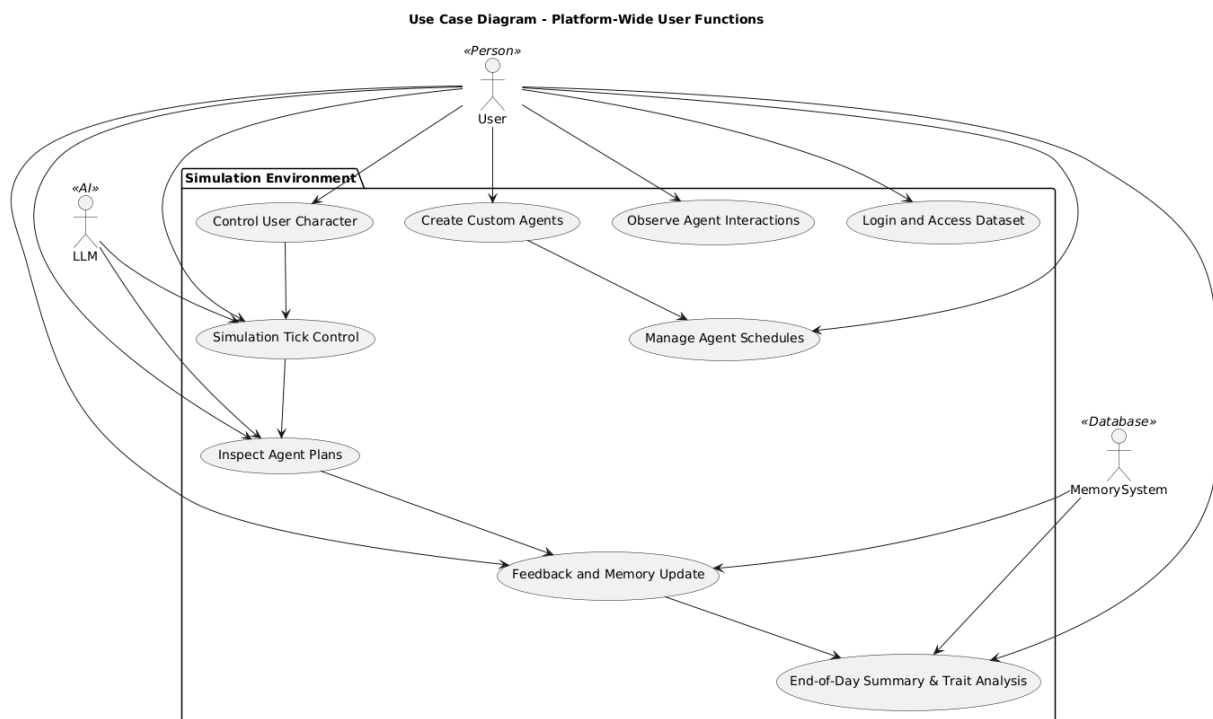 Use Case Diagram - Platform-Wide User Functions
«Person»
User
«AI»
LLM
Simulation Environment
Control User Character
Create Custom Agents
Observe Agent Interactions
Login and Access Dataset
Simulation Tick Control
Manage Agent Schedules
Inspect Agent Plans
«Database»
MemorySystem
Feedback and Memory Update
End-of-Day Summary & Trait Analysis